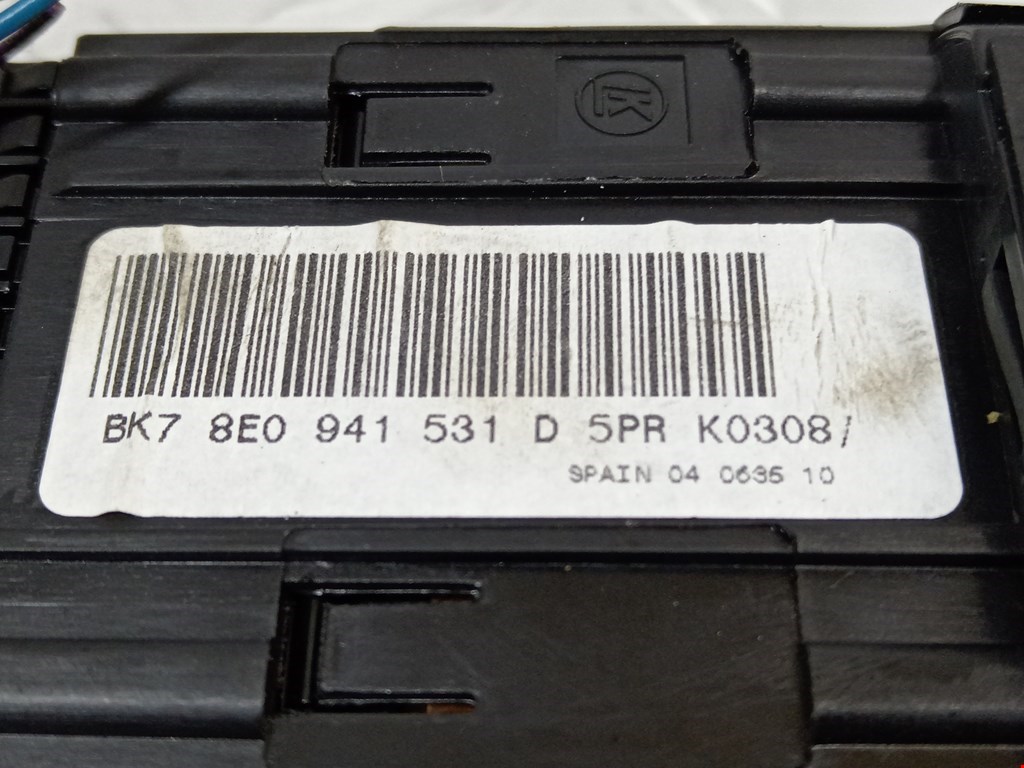 BK7 8E0 941 531 D 5PR K0308/
SPAIN 04 0635 10